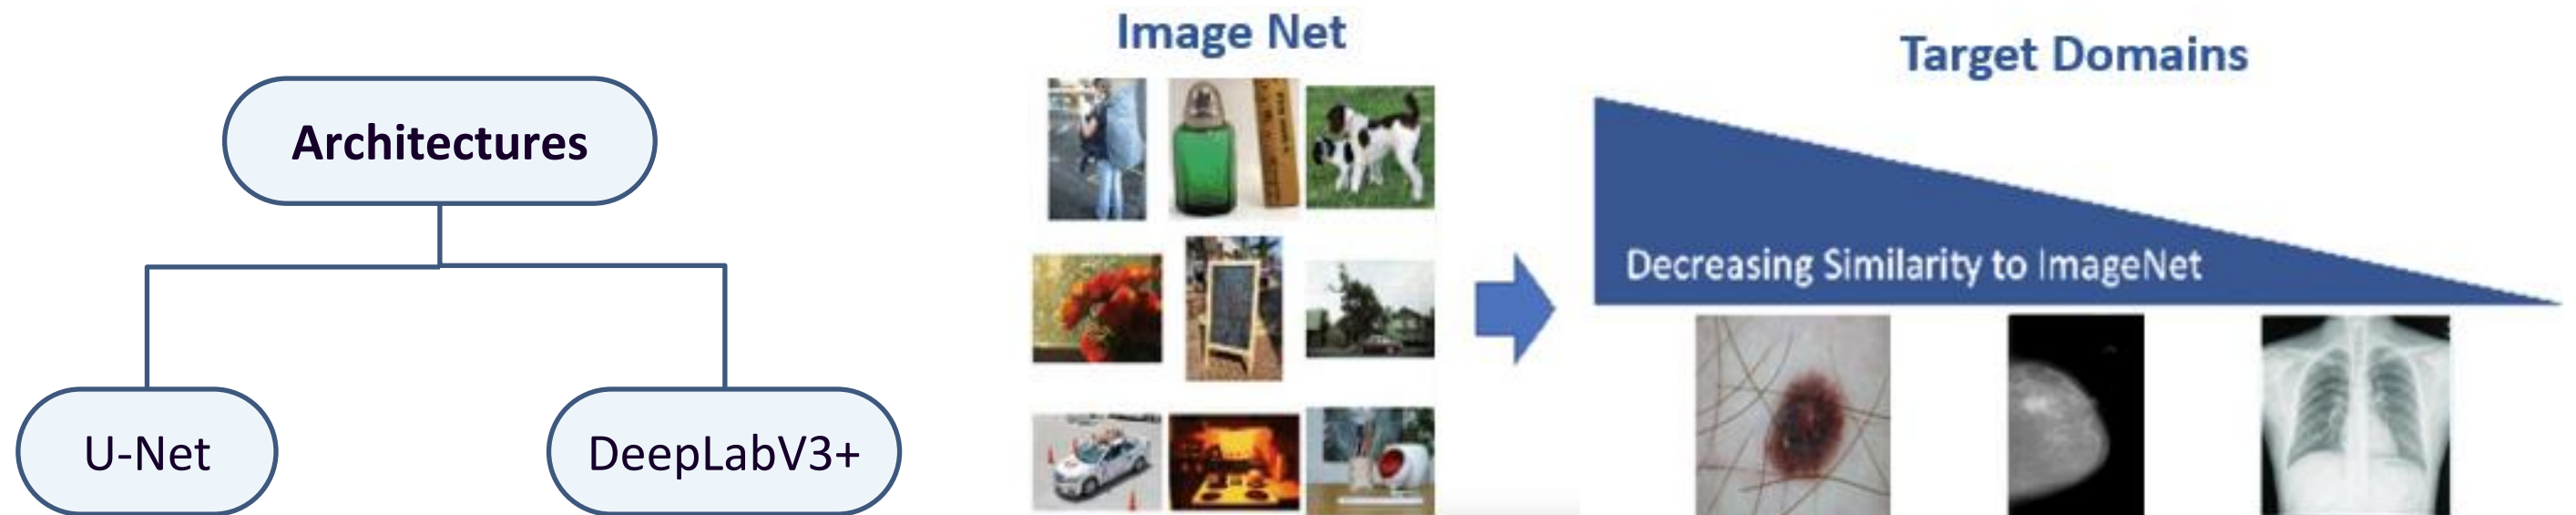 Architectures
U-Net
DeepLabV3+
Image Net
Target Domains
Decreasing Similarity to ImageNet